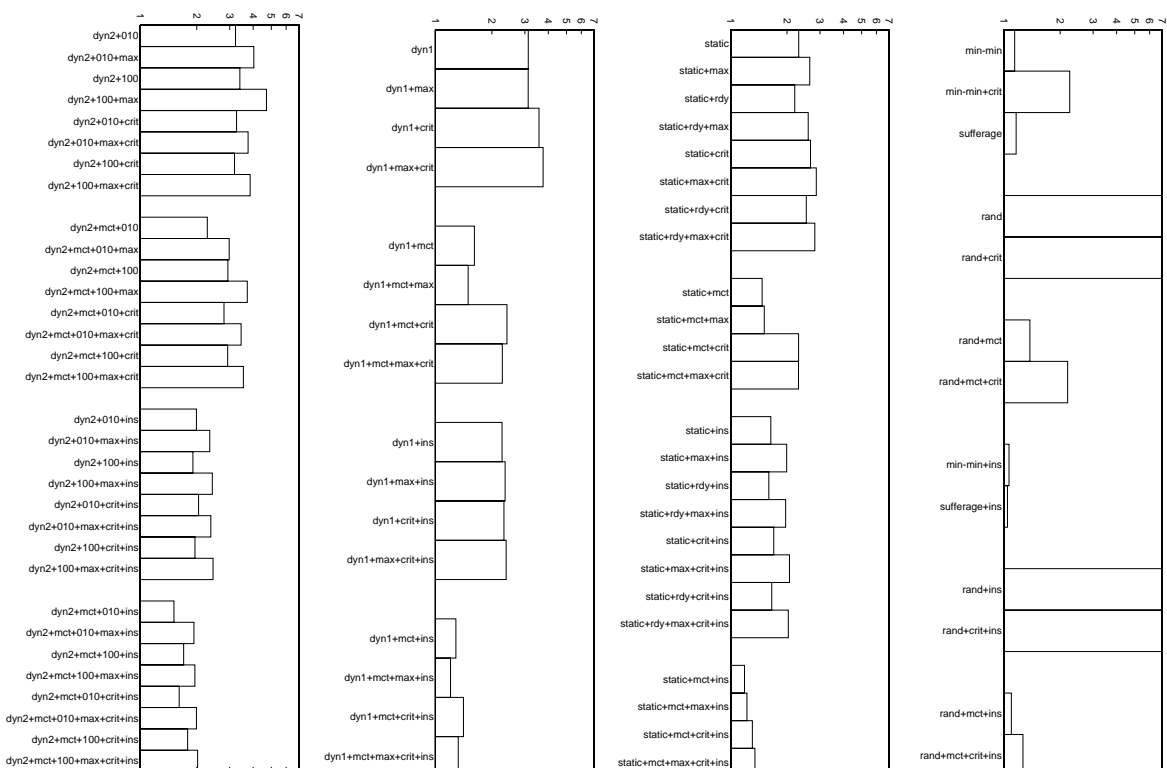 1 2 3 4 5 6 7
dyn2+010
dyn2+010+max
dyn2+100
dyn2+100+max
dyn2+010+crit
dyn2+010+max+crit
dyn2+100+crit
dyn2+100+max+crit
dyn2+mct+010
dyn2+mct+010+max
dyn2+mct+100
dyn2+mct+100+max
dyn2+mct+010+crit
dyn2+mct+010+max+crit
dyn2+mct+100+crit
dyn2+mct+100+max+crit
dyn2+010+ins
dyn2+010+max+ins
dyn2+100+ins
dyn2+100+max+ins
dyn2+010+crit+ins
dyn2+010+max+crit+ins
dyn2+100+crit+ins
dyn2+100+max+crit+ins
dyn2+mct+010+ins
dyn2+mct+010+max+ins
dyn2+mct+100+ins
dyn2+mct+100+max+ins
dyn2+mct+010+crit+ins
dyn2+mct+010+max+crit+ins
dyn2+mct+100+crit+ins
dyn2+mct+100+max+crit+ins
1 2 3 4 5 6 7
dyn1
dyn1+max
dyn1+crit
dyn1+max+crit
dyn1+mct
dyn1+mct+max
dyn1+mct+crit
dyn1+mct+max+crit
dyn1+ins
dyn1+max+ins
dyn1+crit+ins
dyn1+max+crit+ins
dyn1+mct+ins
dyn1+mct+max+ins
dyn1+mct+crit+ins
dyn1+mct+max+crit+ins
1 2 3 4 5 6 7
static
static+max
static+rdy
static+rdy+max
static+crit
static+max+crit
static+rdy+crit
static+rdy+max+crit
static+mct
static+mct+max
static+mct+crit
static+mct+max+crit
static+ins
static+max+ins
static+rdy+ins
static+rdy+max+ins
static+crit+ins
static+max+crit+ins
static+rdy+crit+ins
static+rdy+max+crit+ins
static+mct+ins
static+mct+max+ins
static+mct+crit+ins
static+mct+max+crit+ins
1 2 3 4 5 6 7
min-min
min-min+crit
sufferage
rand
rand+crit
rand+mct
rand+mct+crit
min-min+ins
sufferage+ins
rand+ins
rand+crit+ins
rand+mct+ins
rand+mct+crit+ins